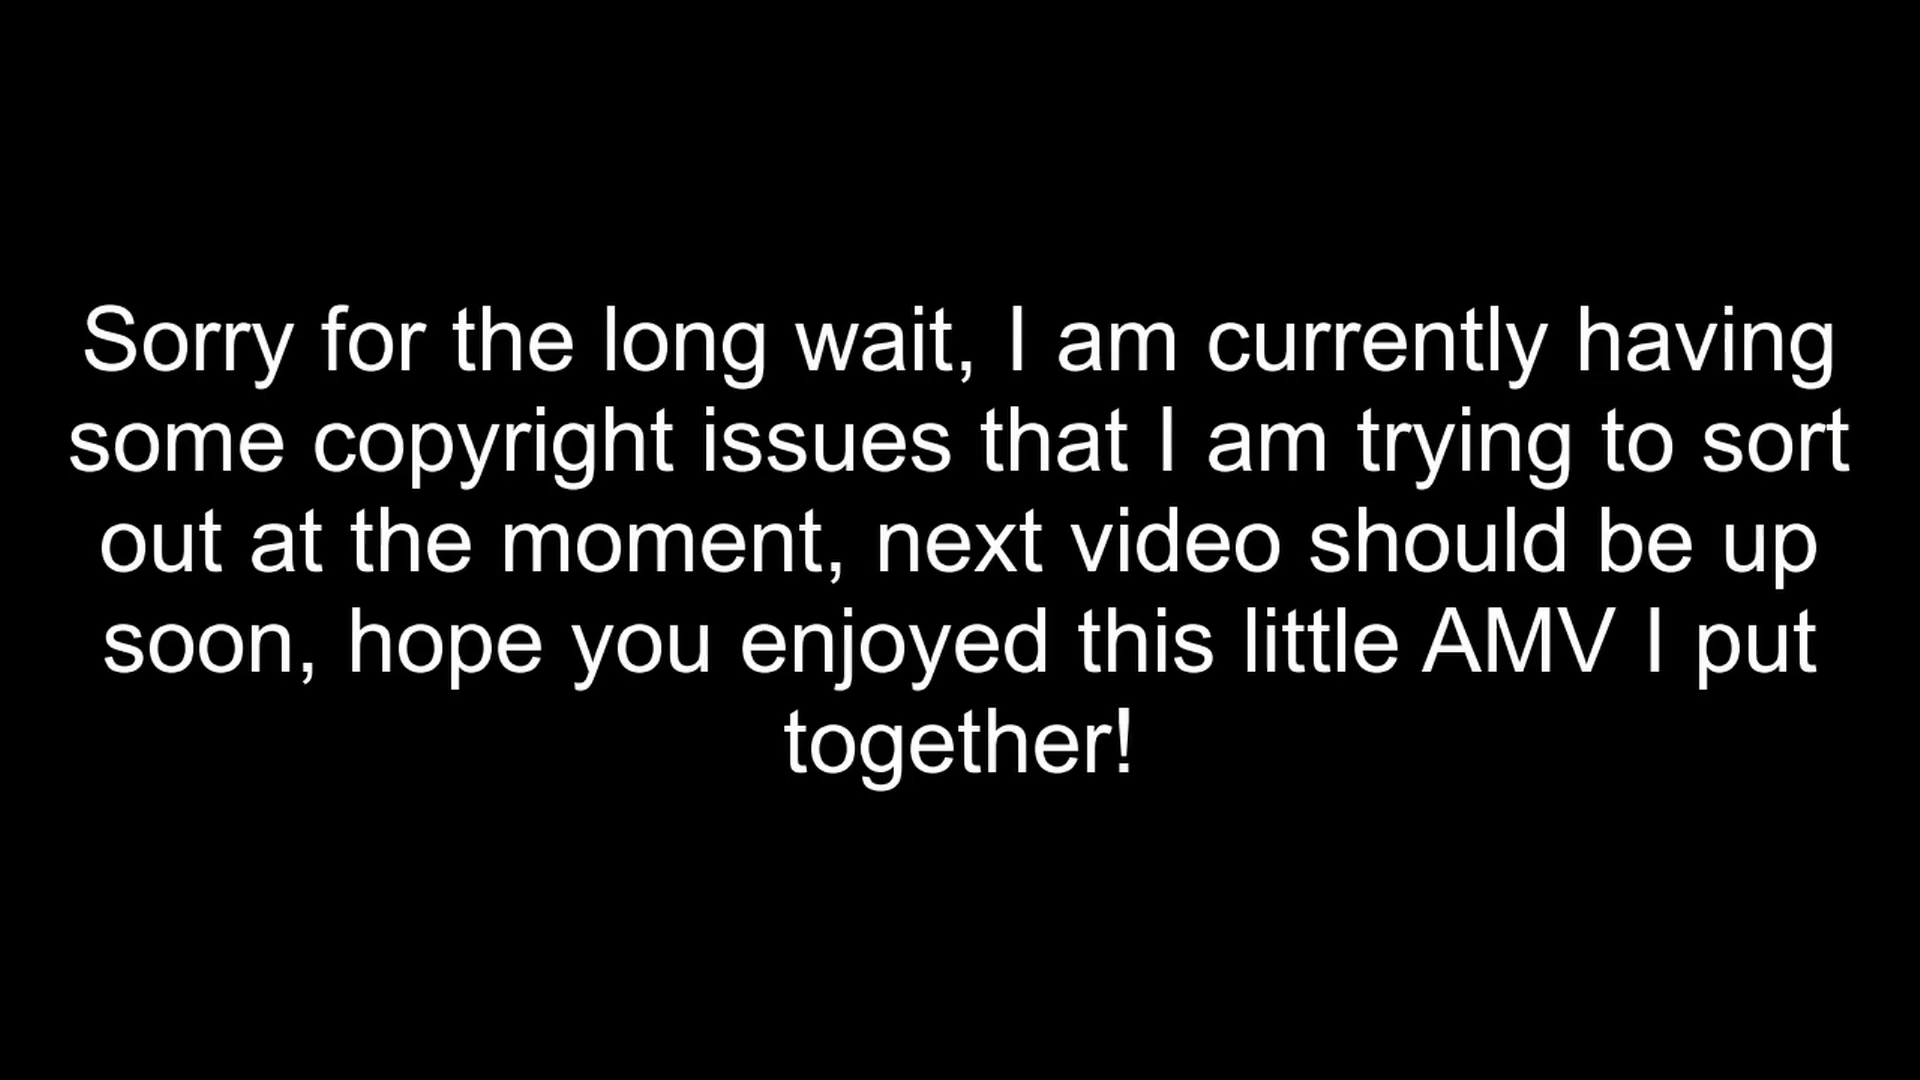 Sorry for the long wait, I am currently having
some copyright issues that I am trying to sort
out at the moment, next video should be up
soon, hope you enjoyed this little AMV I put
together!